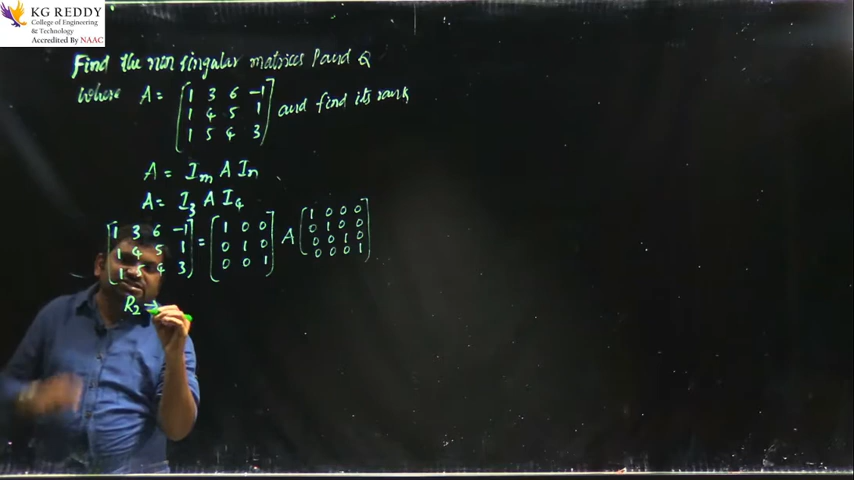 KG REDDY
College of Engineering
& Technology
Accredited By NAAC
Find the non singular matrices P and Q
where A = [1 3 6 -1
1 4 5 1
1 5 4 3] and find its rank
A = Im A In
A = I3 A I4
[1 3 6 -1
1 4 5 1
1 5 4 3] = [1 0 0
0 1 0
0 0 1] A [1 0 0 0
0 1 0 0
0 0 1 0
0 0 0 1]
R2 →